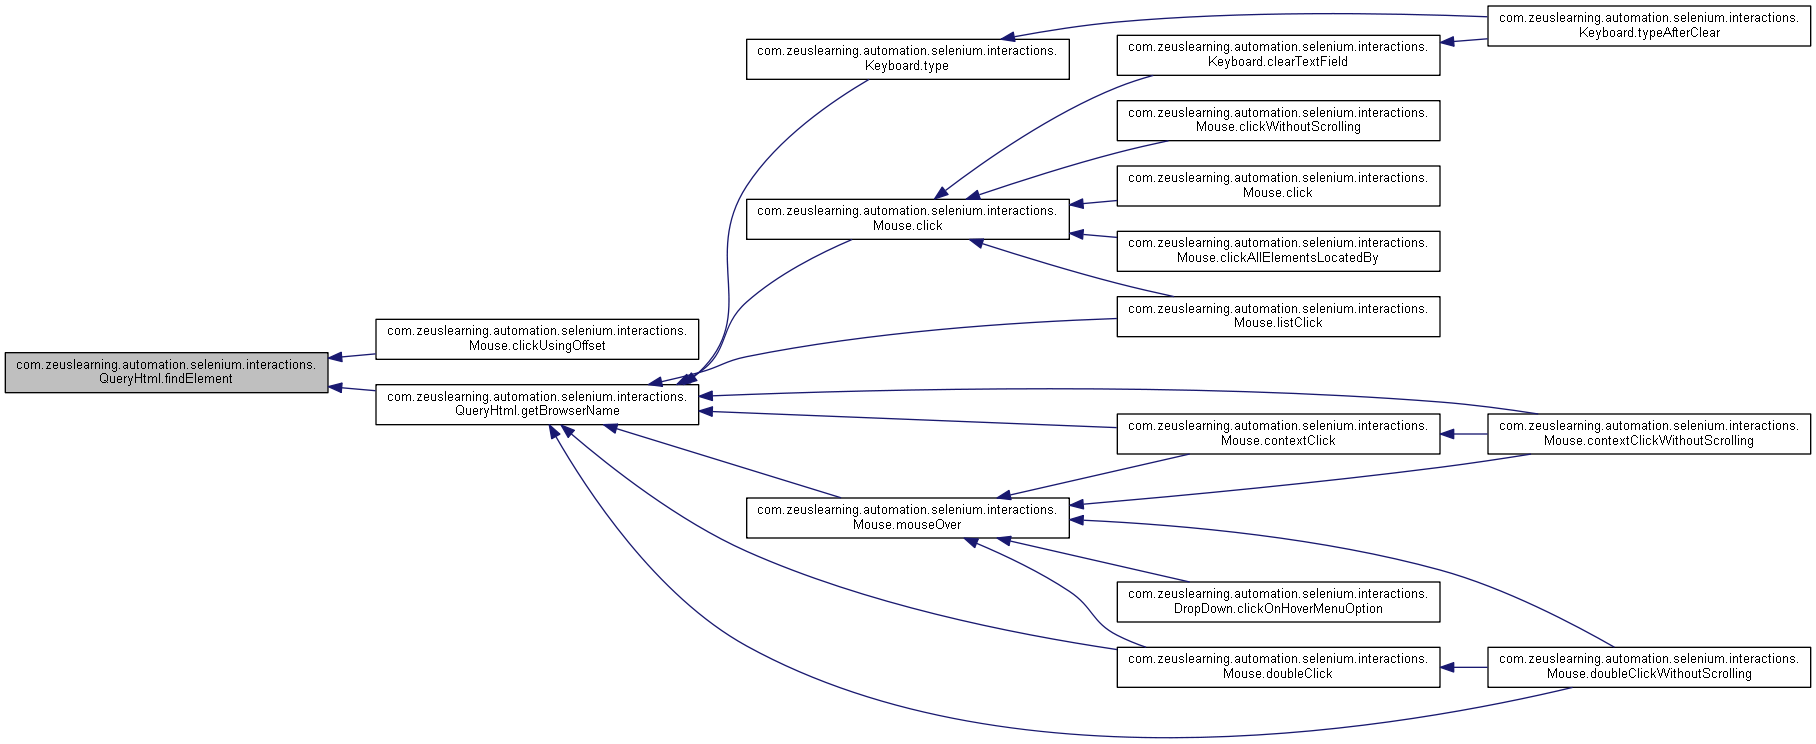 com.zeuslearning.automation.selenium.interactions.
QueryHtml.findElement
com.zeuslearning.automation.selenium.interactions.
Mouse.clickUsingOffset
com.zeuslearning.automation.selenium.interactions.
QueryHtml.getBrowserName
com.zeuslearning.automation.selenium.interactions.
Keyboard.type
com.zeuslearning.automation.selenium.interactions.
Mouse.click
com.zeuslearning.automation.selenium.interactions.
Mouse.mouseOver
com.zeuslearning.automation.selenium.interactions.
Keyboard.clearTextField
com.zeuslearning.automation.selenium.interactions.
Mouse.clickWithoutScrolling
com.zeuslearning.automation.selenium.interactions.
Mouse.click
com.zeuslearning.automation.selenium.interactions.
Mouse.clickAllElementsLocatedBy
com.zeuslearning.automation.selenium.interactions.
Mouse.listClick
com.zeuslearning.automation.selenium.interactions.
Mouse.contextClick
com.zeuslearning.automation.selenium.interactions.
DropDown.clickOnHoverMenuOption
com.zeuslearning.automation.selenium.interactions.
Mouse.doubleClick
com.zeuslearning.automation.selenium.interactions.
Keyboard.typeAfterClear
com.zeuslearning.automation.selenium.interactions.
Mouse.contextClickWithoutScrolling
com.zeuslearning.automation.selenium.interactions.
Mouse.doubleClickWithoutScrolling